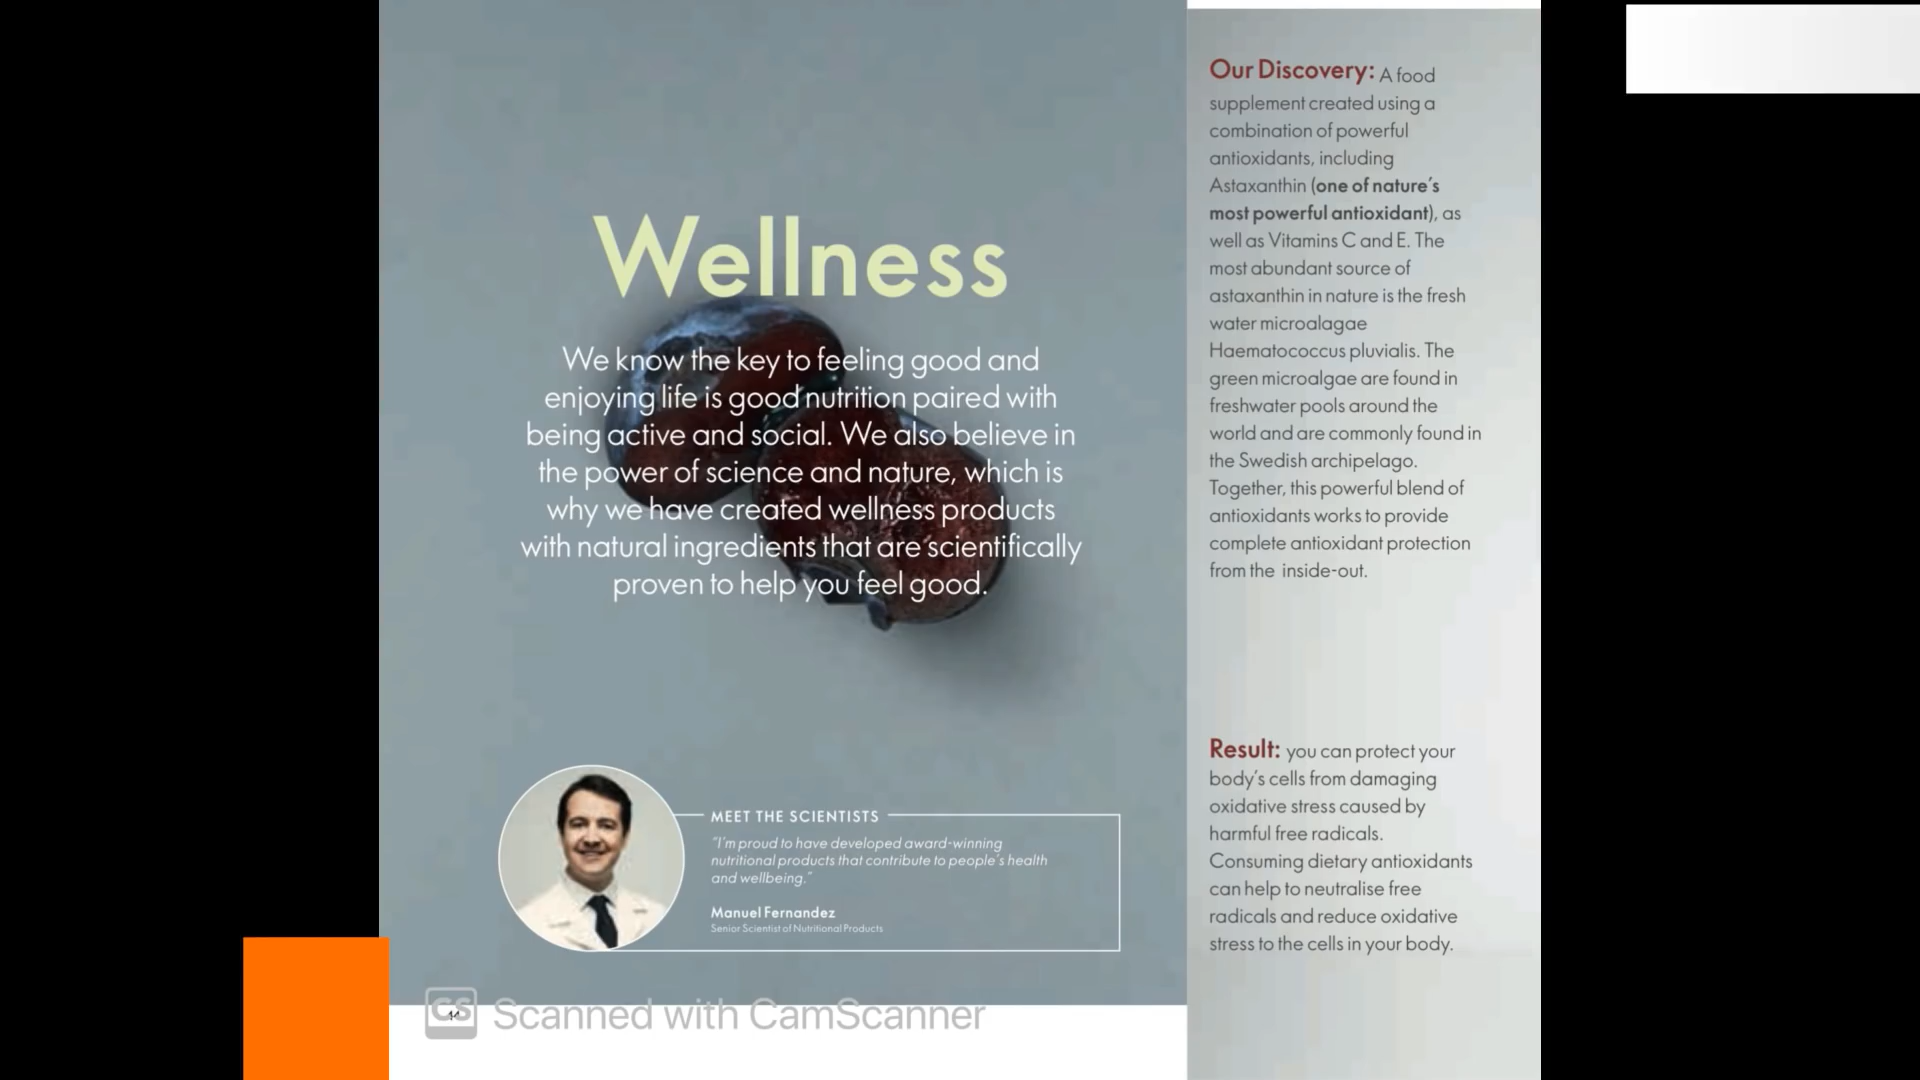 Wellness
We know the key to feeling good and
enjoying life is good nutrition paired with
being active and social. We also believe in
the power of science and nature, which is
why we have created wellness products
with natural ingredients that are scientifically
proven to help you feel good.
MEET THE SCIENTISTS
"I'm proud to have developed award-winning
nutritional products that contribute to people's health
and wellbeing."
Manuel Fernandez
Senior Scientist of Nutritional Products
44
CS Scanned with CamScanner
Our Discovery: A food
supplement created using a
combination of powerful
antioxidants, including
Astaxanthin (one of nature's
most powerful antioxidant), as
well as Vitamins C and E. The
most abundant source of
astaxanthin in nature is the fresh
water microalagae
Haematococcus pluvialis. The
green microalgae are found in
freshwater pools around the
world and are commonly found in
the Swedish archipelago.
Together, this powerful blend of
antioxidants works to provide
complete antioxidant protection
from the inside-out.
Result: you can protect your
body's cells from damaging
oxidative stress caused by
harmful free radicals.
Consuming dietary antioxidants
can help to neutralise free
radicals and reduce oxidative
stress to the cells in your body.